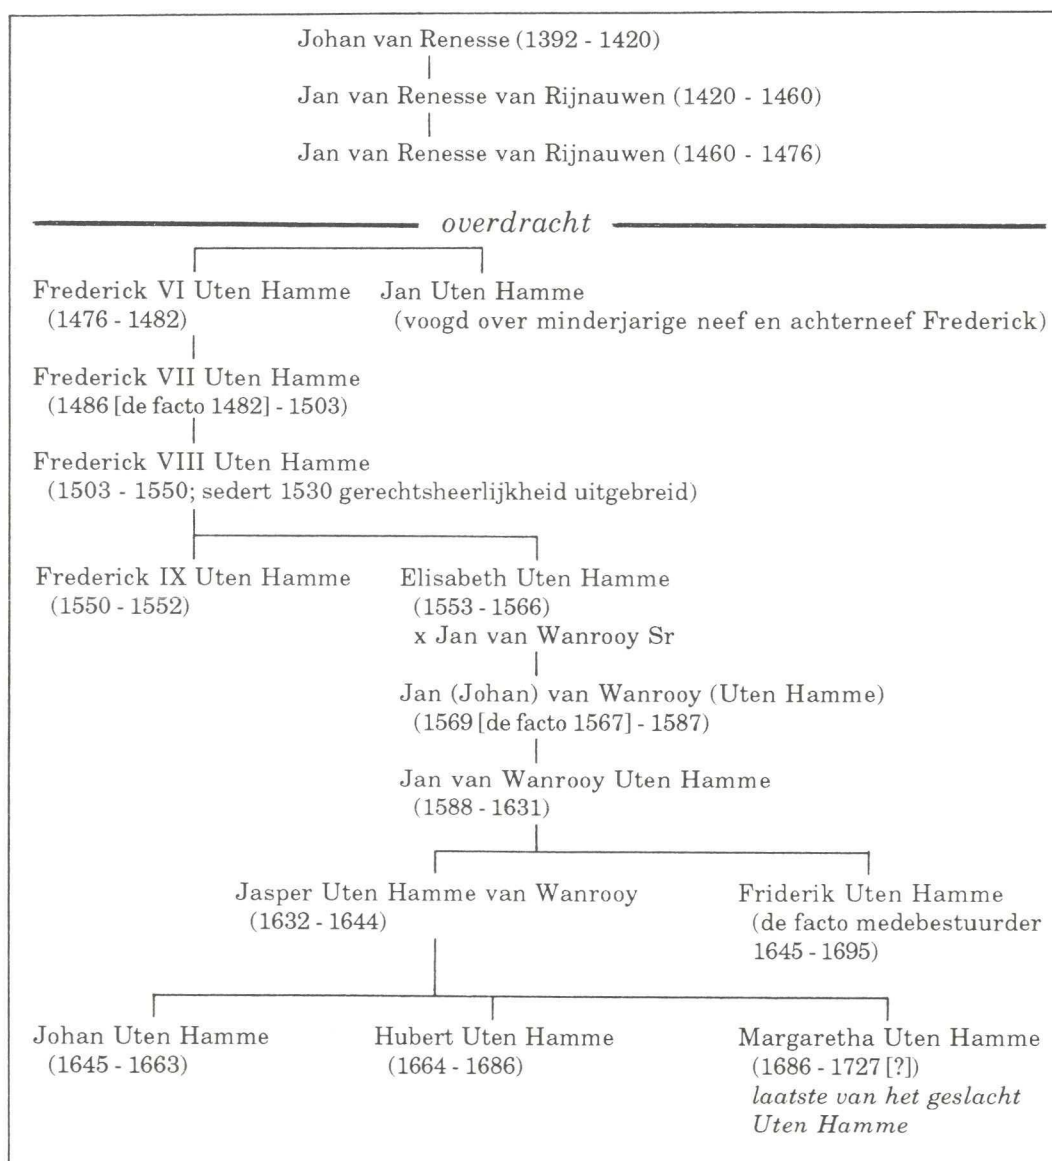 Johan van Renesse (1392 - 1420)
Jan van Renesse van Rijnauwen (1420 - 1460)
Jan van Renesse van Rijnauwen (1460 - 1476)
overdracht
Frederick VI Uten Hamme
(1476 - 1482)
Jan Uten Hamme
(voogd over minderjarige neef en achterneef Frederick)
Frederick VII Uten Hamme
(1486 [de facto 1482] - 1503)
Frederick VIII Uten Hamme
(1503 - 1550; sedert 1530 gerechtsheerlijkheid uitgebreid)
Frederick IX Uten Hamme
(1550 - 1552)
Elisabeth Uten Hamme
(1553 - 1566)
x Jan van Wanrooy Sr
Jan (Johan) van Wanrooy (Uten Hamme)
(1569 [de facto 1567] - 1587)
Jan van Wanrooy Uten Hamme
(1588 - 1631)
Jasper Uten Hamme van Wanrooy
(1632 - 1644)
Friderik Uten Hamme
(de facto medebestuurder
1645 - 1695)
Johan Uten Hamme
(1645 - 1663)
Hubert Uten Hamme
(1664 - 1686)
Margaretha Uten Hamme
(1686 - 1727 [?])
laatste van het geslacht
Uten Hamme